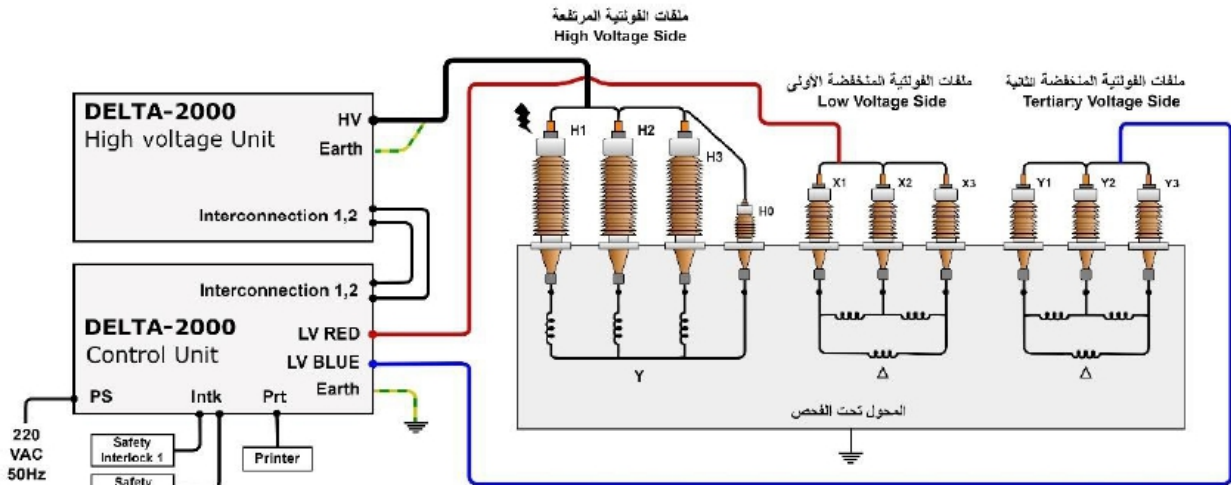 ملفات الفولتية المرتفعة
High Voltage Side
ملفات الفولتية المنخفضة الأولى
Low Voltage Side
ملفات الفولتية المنخفضة الثانية
Tertiary Voltage Side
DELTA-2000
High voltage Unit
HV
Earth
Interconnection 1,2
H1
H2
H3
H0
X1
X2
X3
Y1
Y2
Y3
Interconnection 1,2
DELTA-2000
Control Unit
LV RED
LV BLUE
Earth
PS
Intk
Prt
Y
Δ
Δ
المحول تحت الفحص
220
VAC
50Hz
Safety
Interlock 1
Printer
Safety